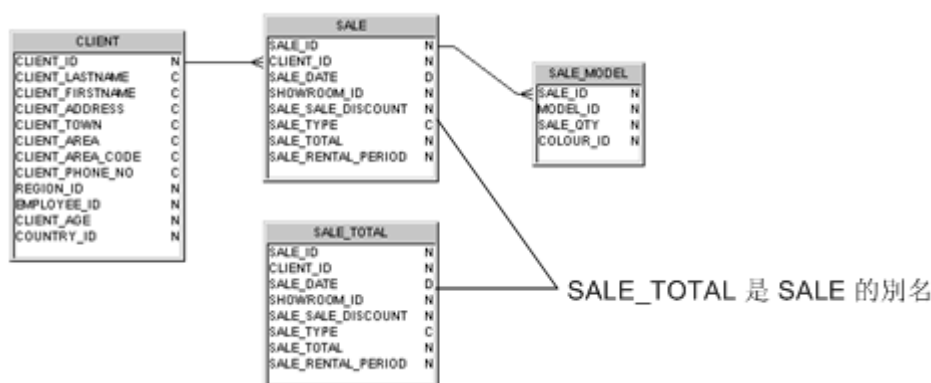 CLIENT
CLIENT_ID N
CLIENT_LASTNAME C
CLIENT_FIRSTNAME C
CLIENT_ADDRESS C
CLIENT_TOWN C
CLIENT_AREA C
CLIENT_AREA_CODE C
CLIENT_PHONE_NO C
REGION_ID N
EMPLOYEE_ID N
CLIENT_AGE N
COUNTRY_ID N
SALE
SALE_ID N
CLIENT_ID N
SALE_DATE D
SHOWROOM_ID N
SALE_SALE_DISCOUNT N
SALE_TYPE C
SALE_TOTAL N
SALE_RENTAL_PERIOD N
SALE_MODEL
SALE_ID N
MODEL_ID N
SALE_QTY N
COLOUR_ID N
SALE_TOTAL
SALE_ID N
CLIENT_ID N
SALE_DATE D
SHOWROOM_ID N
SALE_SALE_DISCOUNT N
SALE_TYPE C
SALE_TOTAL N
SALE_RENTAL_PERIOD N
SALE_TOTAL 是 SALE 的別名